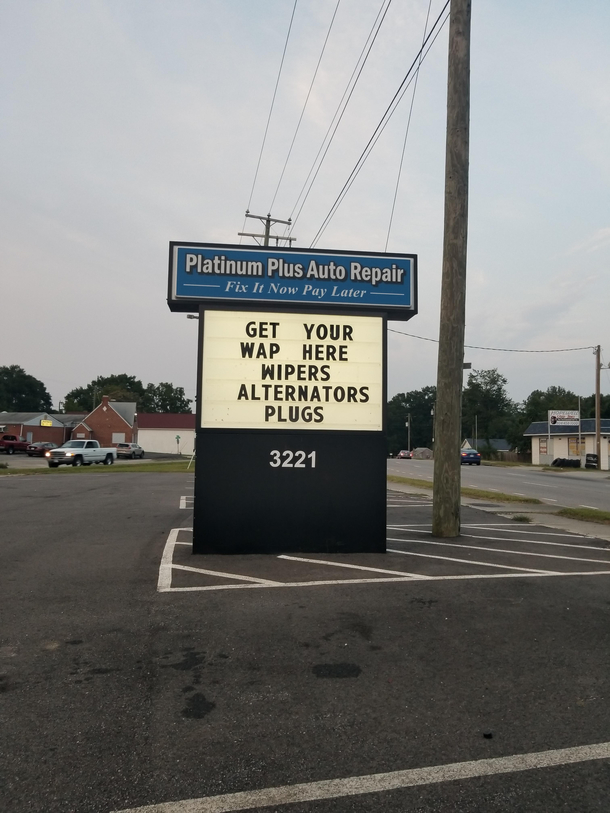 Platinum Plus Auto Repair
Fix It Now Pay Later
GET YOUR
WAP HERE
WIPERS
ALTERNATORS
PLUGS
3221